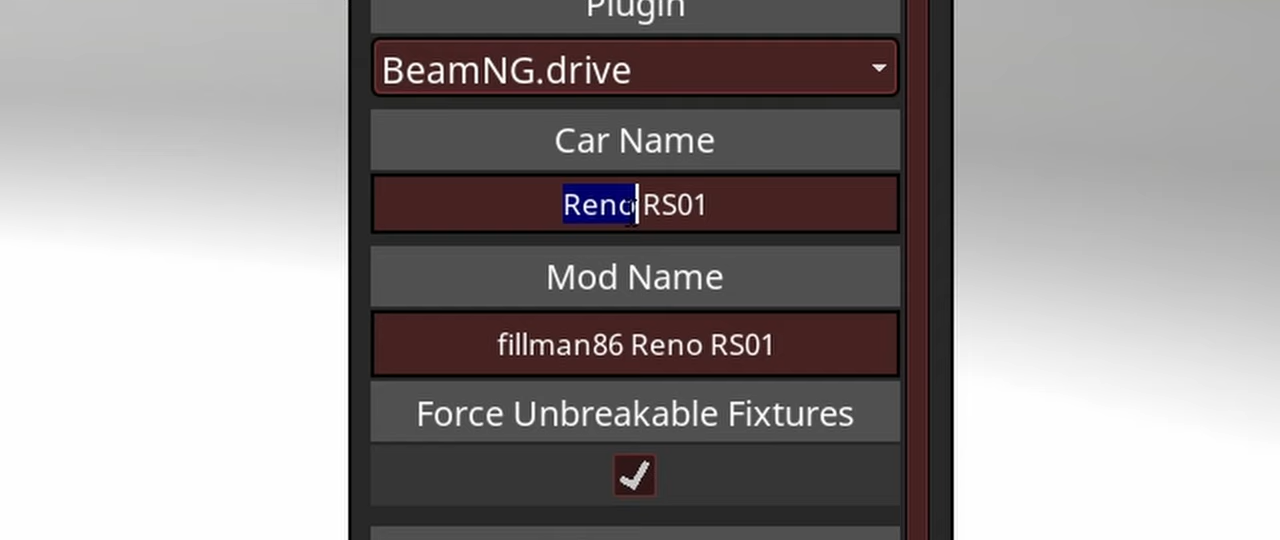 Plugin
BeamNG.drive
Car Name
Reno RS01
Mod Name
fillman86 Reno RS01
Force Unbreakable Fixtures